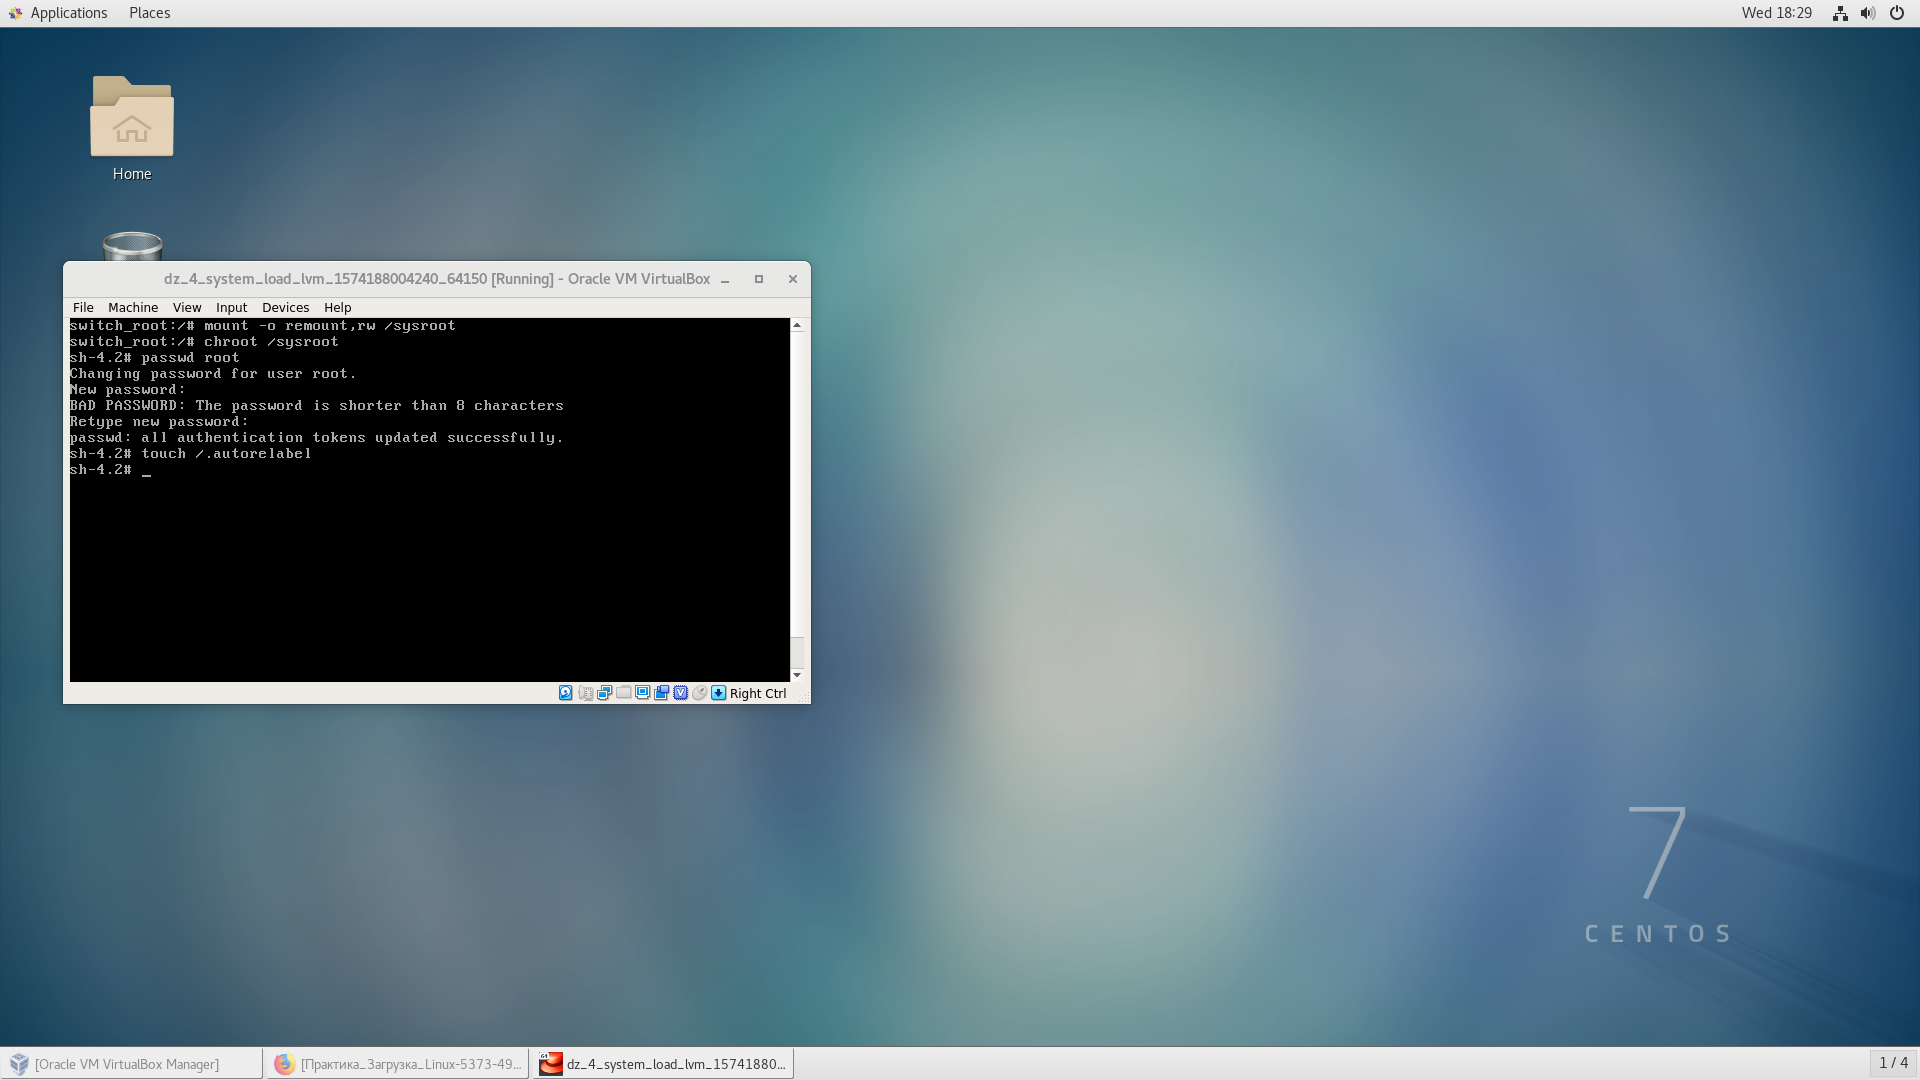 Applications Places Wed 18:29
Home
dz_4_system_load_lvm_1574188004240_64150 [Running] - Oracle VM VirtualBox
File Machine View Input Devices Help
switch_root:/# mount -o remount,rw /sysroot
switch_root:/# chroot /sysroot
sh-4.2# passwd root
Changing password for user root.
New password:
BAD PASSWORD: The password is shorter than 8 characters
Retype new password:
passwd: all authentication tokens updated successfully.
sh-4.2# touch /.autorelabel
sh-4.2# _
Right Ctrl
7
CENTOS
[Oracle VM VirtualBox Manager] [Практика_Загрузка_Linux-5373-49... dz_4_system_load_lvm_15741880... 1 / 4